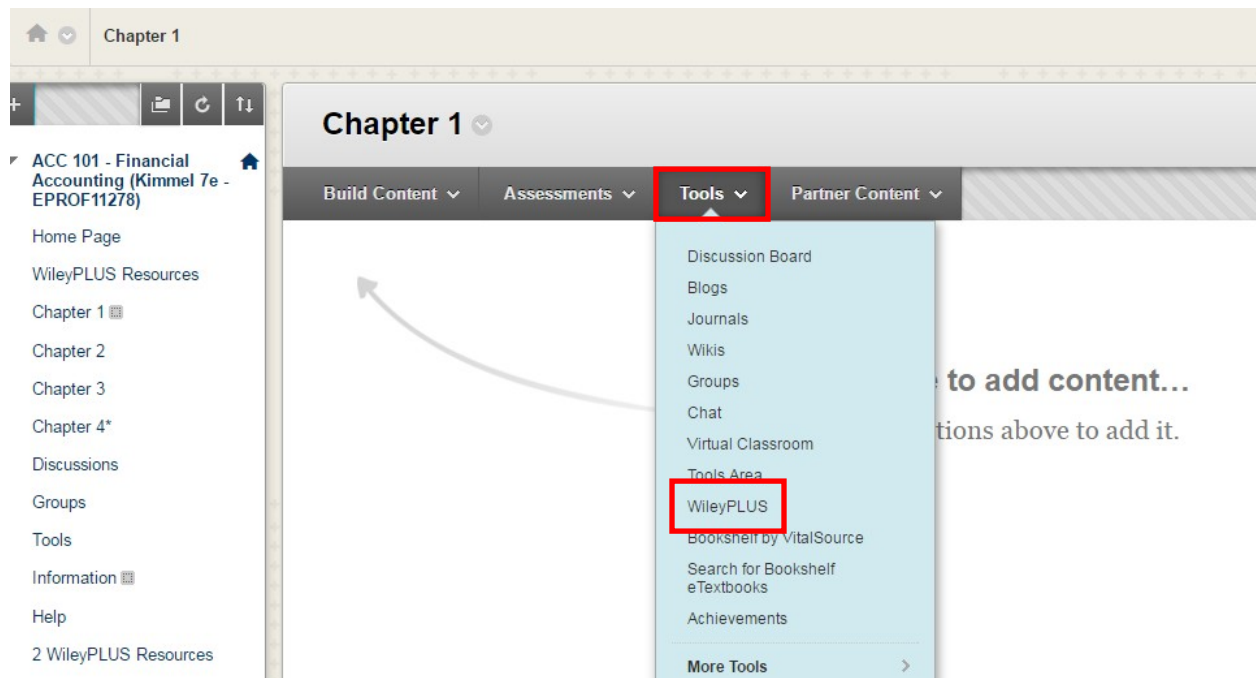 Chapter 1
ACC 101 - Financial
Accounting (Kimmel 7e -
EPROF11278)
Home Page
WileyPLUS Resources
Chapter 1
Chapter 2
Chapter 3
Chapter 4*
Discussions
Groups
Tools
Information
Help
2 WileyPLUS Resources
Chapter 1
Build Content
Assessments
Tools
Partner Content
Discussion Board
Blogs
Journals
Wikis
Groups
Chat
Virtual Classroom
Tools Area
WileyPLUS
Bookshelf by VitalSource
Search for Bookshelf
eTextbooks
Achievements
More Tools
to add content...
tions above to add it.